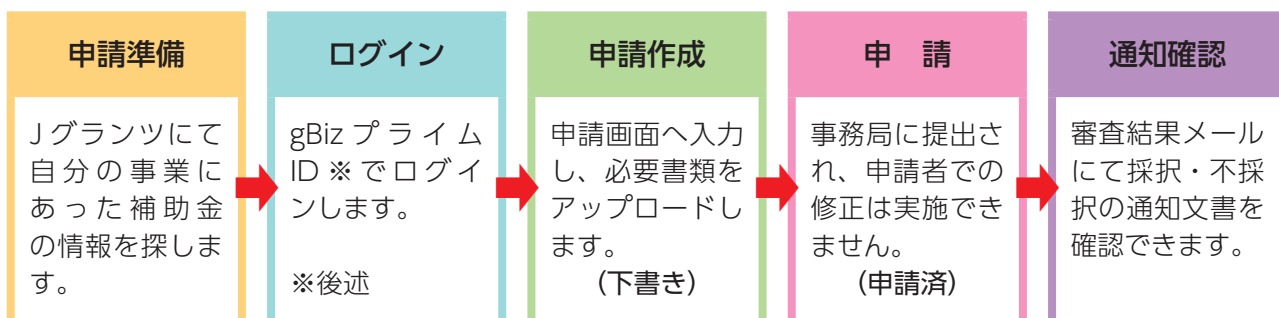 申請準備
Jグランツにて
自分の事業に
あった補助金
の情報を探しま
す。
ログイン
gBizプライム
ID※でログイ
ンします。
※後述
申請作成
申請画面へ入力
し、必要書類を
アップロードし
ます。
（下書き）
申　請
事務局に提出さ
れ、申請者での
修正は実施でき
ません。
（申請済）
通知確認
審査結果メール
にて採択・不採
択の通知文書を
確認できます。